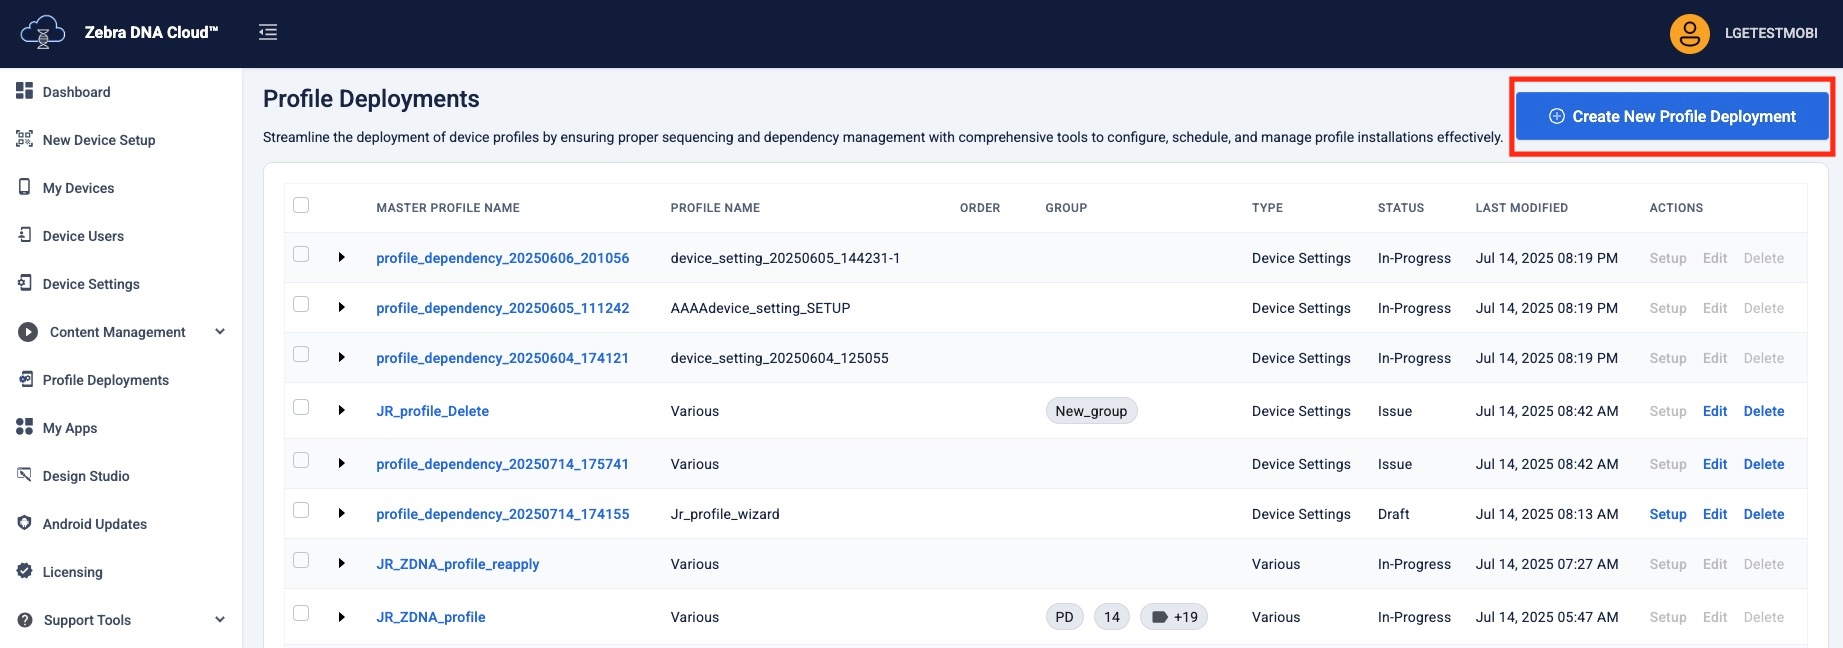 Zebra DNA Cloud™
LGETESTMOBI
Dashboard
New Device Setup
My Devices
Device Users
Device Settings
Content Management
Profile Deployments
My Apps
Design Studio
Android Updates
Licensing
Support Tools
Profile Deployments
Streamline the deployment of device profiles by ensuring proper sequencing and dependency management with comprehensive tools to configure, schedule, and manage profile installations effectively.
Create New Profile Deployment
MASTER PROFILE NAME PROFILE NAME ORDER GROUP TYPE STATUS LAST MODIFIED ACTIONS
profile_dependency_20250606_201056 device_setting_20250605_144231-1 Device Settings In-Progress Jul 14, 2025 08:19 PM Setup Edit Delete
profile_dependency_20250605_111242 AAAAdevice_setting_SETUP Device Settings In-Progress Jul 14, 2025 08:19 PM Setup Edit Delete
profile_dependency_20250604_174121 device_setting_20250604_125055 Device Settings In-Progress Jul 14, 2025 08:19 PM Setup Edit Delete
JR_profile_Delete Various New_group Device Settings Issue Jul 14, 2025 08:42 AM Setup Edit Delete
profile_dependency_20250714_175741 Various Device Settings Issue Jul 14, 2025 08:42 AM Setup Edit Delete
profile_dependency_20250714_174155 Jr_profile_wizard Device Settings Draft Jul 14, 2025 08:13 AM Setup Edit Delete
JR_ZDNA_profile_reapply Various Various In-Progress Jul 14, 2025 07:27 AM Setup Edit Delete
JR_ZDNA_profile Various PD 14 +19 Various In-Progress Jul 14, 2025 05:47 AM Setup Edit Delete